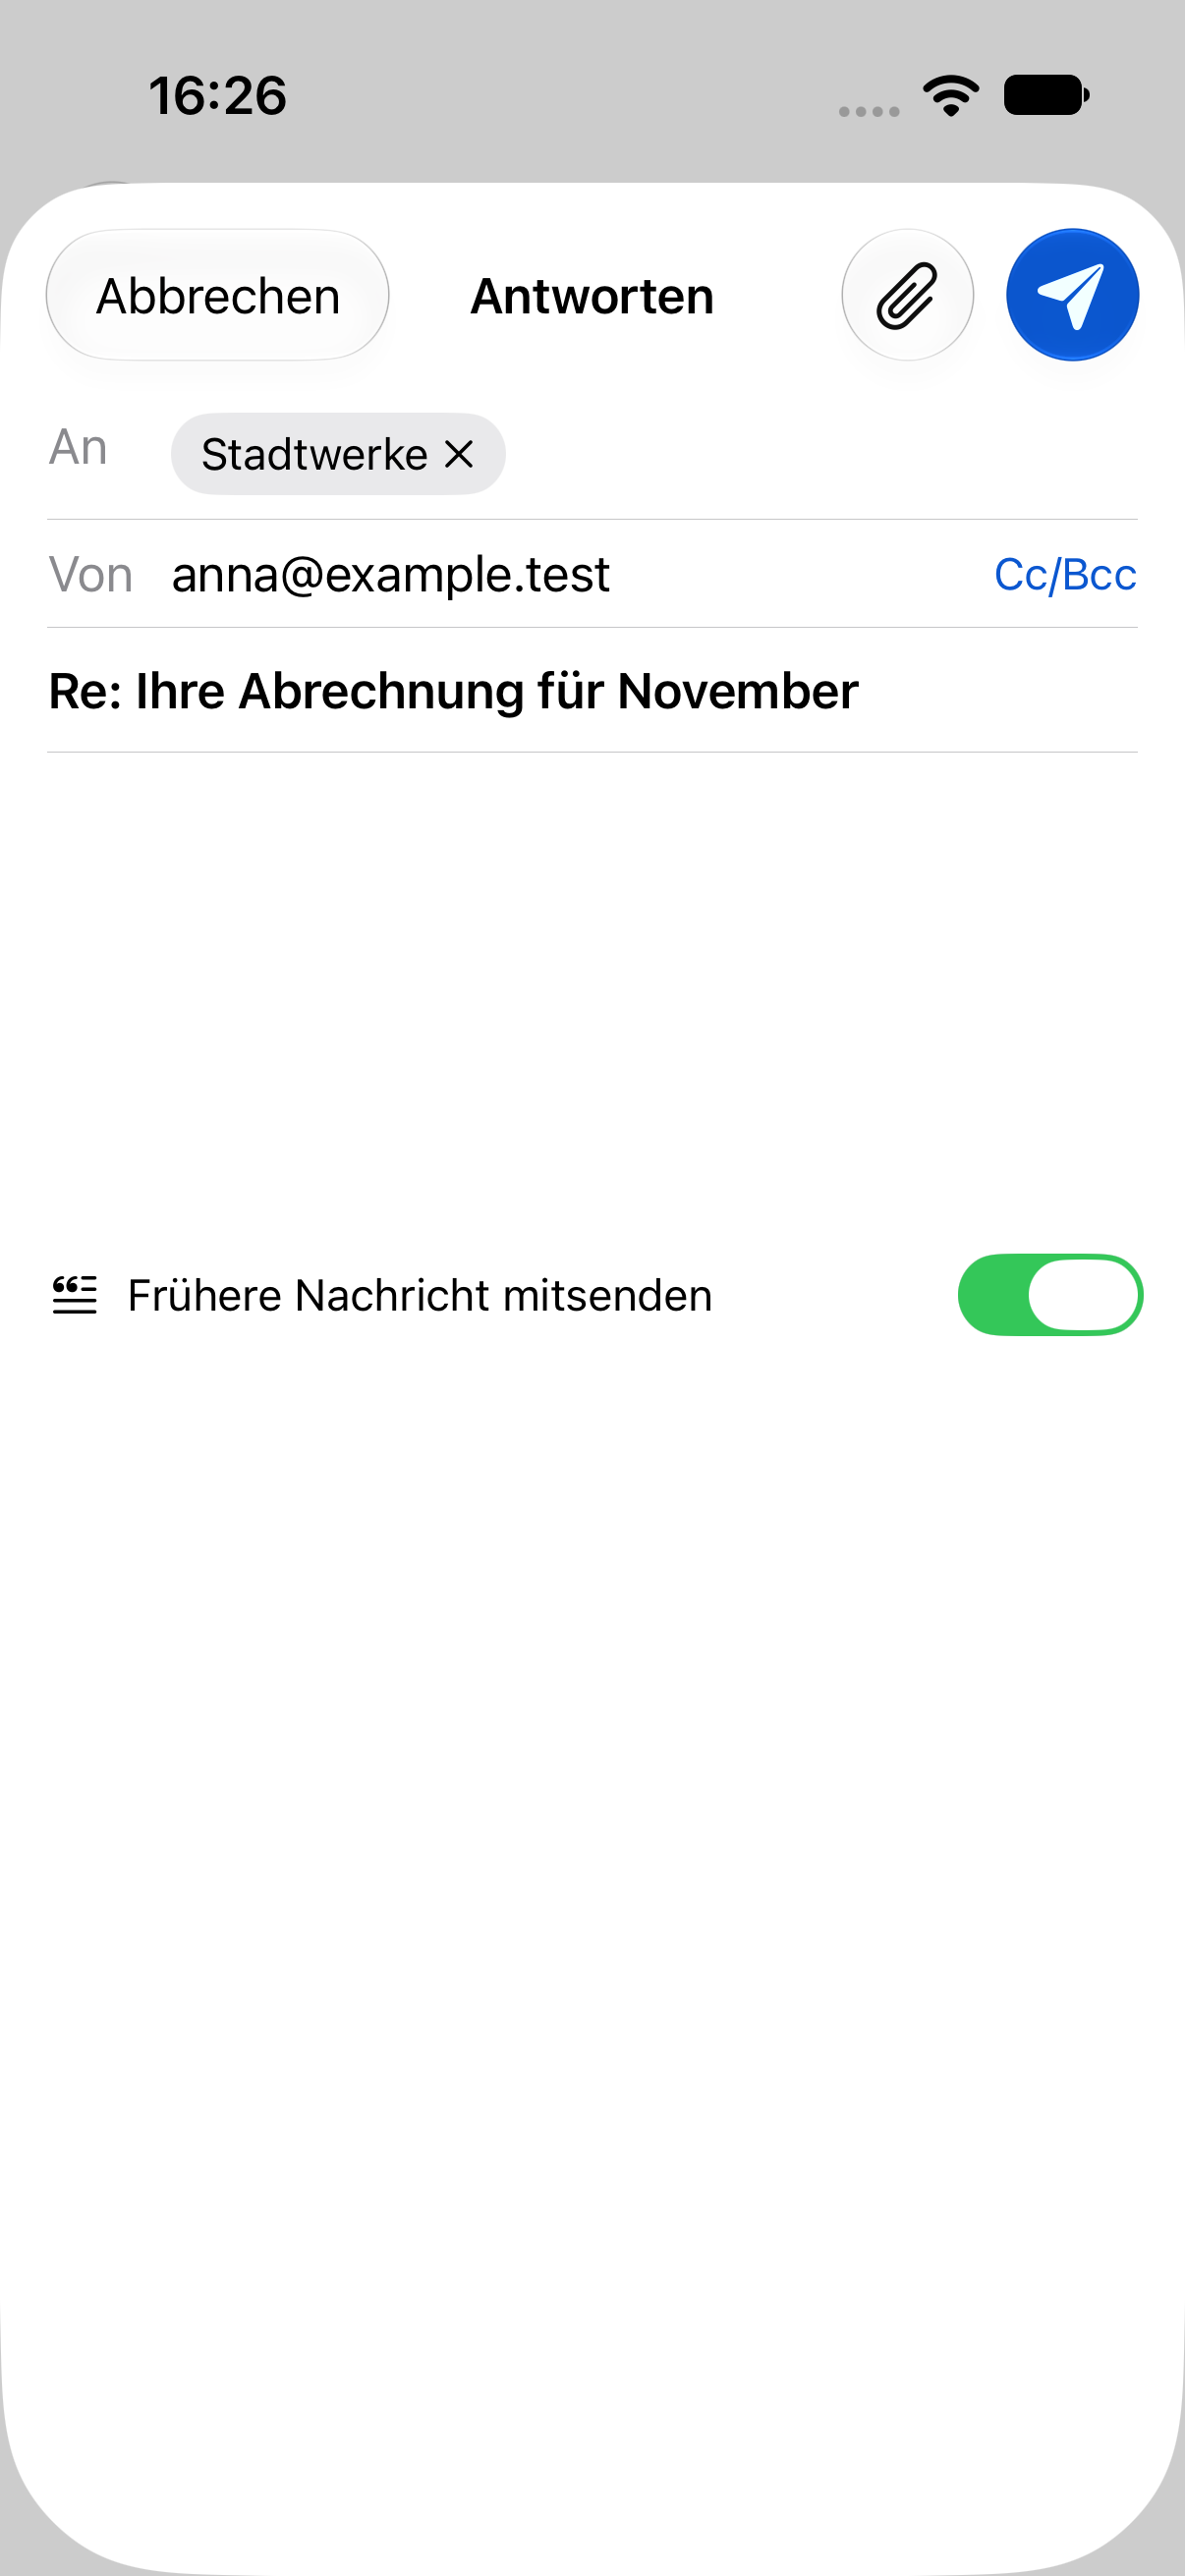 16:26
Abbrechen
Antworten
An
Stadtwerke
Von
anna@example.test
Cc/Bcc
Re: Ihre Abrechnung für November
Frühere Nachricht mitsenden